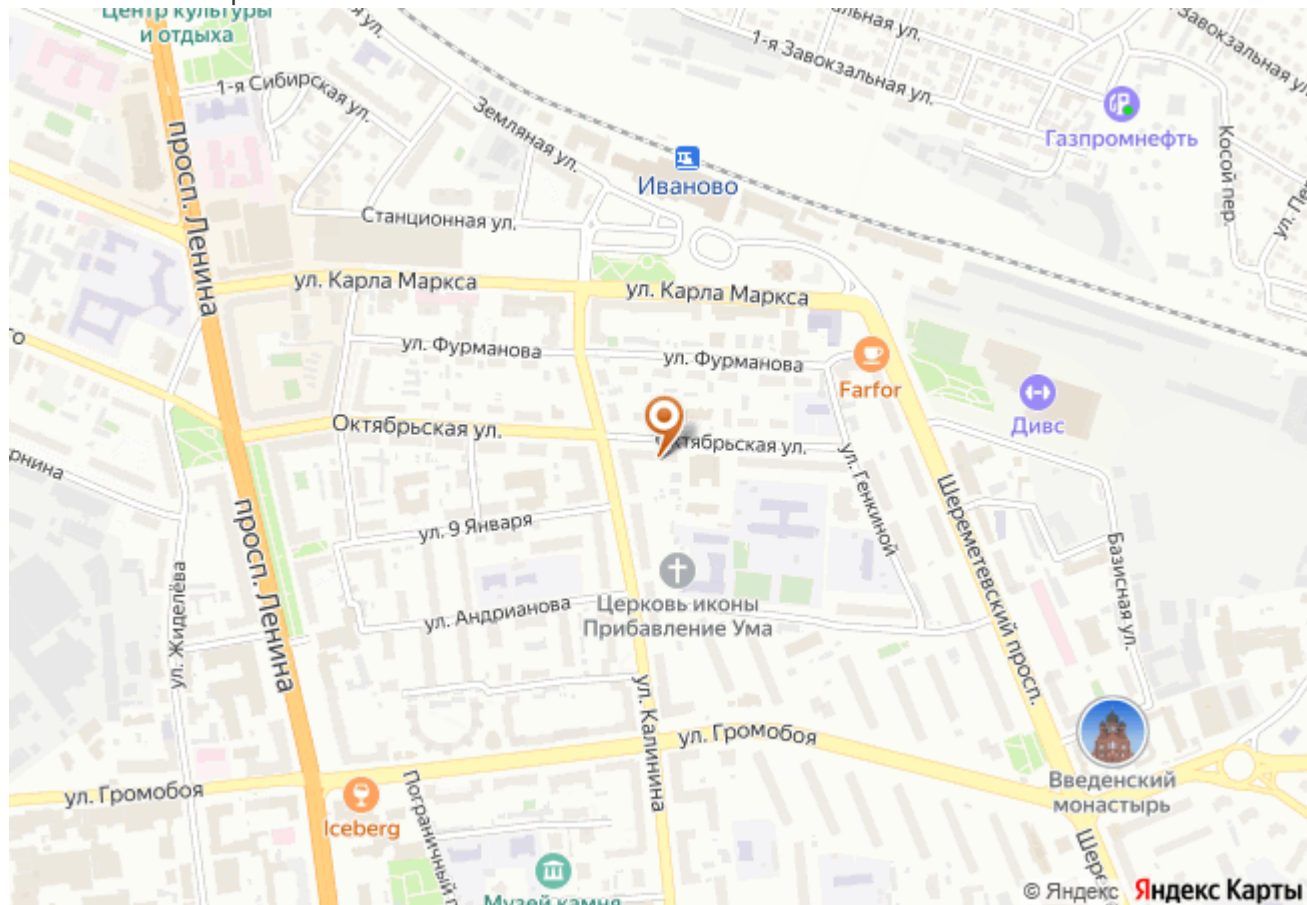 Центр культуры
и отдыха
1-я Сибирская ул.
Земляная ул.
1-я Завокзальная ул.
Завокзальная ул.
Газпромнефть
Косой пер.
просп. Ленина
Иваново
Станционная ул.
ул. Карла Маркса
ул. Карла Маркса
ул. Фурманова
ул. Фурманова
Farfor
Дивс
Октябрьская ул.
Октябрьская ул.
ул. Генкиной
Шереметевский просп.
ул. 9 Января
просп. Ленина
Базисная ул.
ул. Жиделёва
ул. Андрианова
Церковь иконы
Прибавление Ума
ул. Калинина
ул. Громобоя
Введенский
монастырь
ул. Громобоя
Iceberg
Пограничный
Музей камня
© Яндекс Яндекс Карты